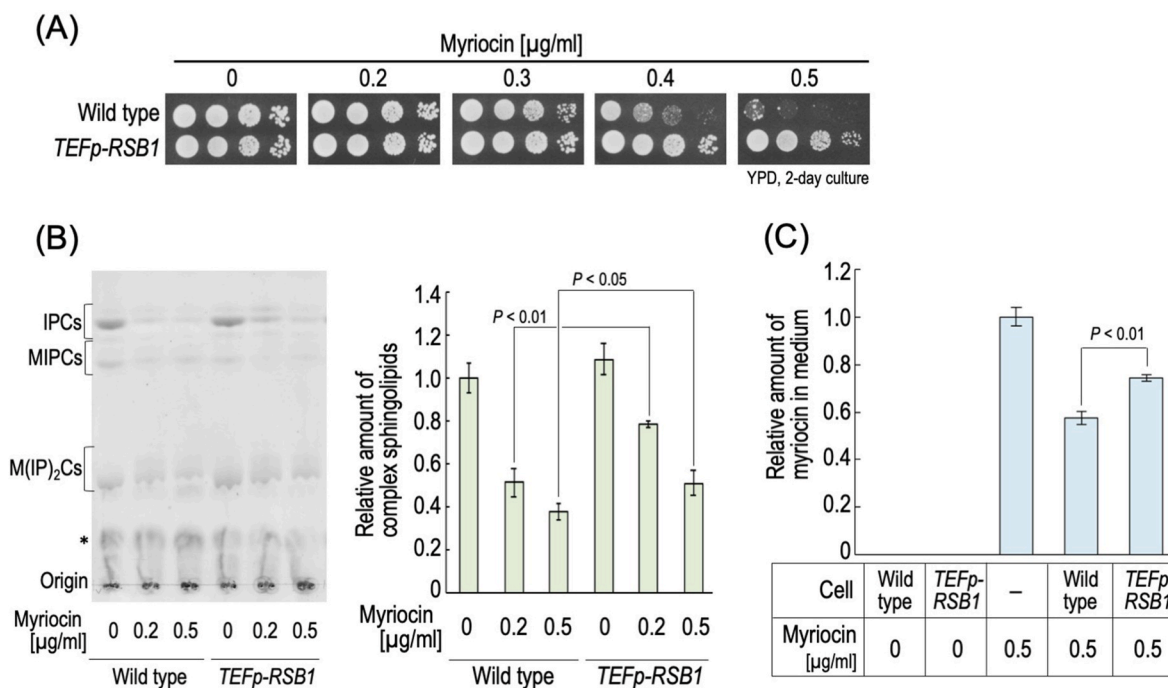 (A)
Myriocin [µg/ml]
0 0.2 0.3 0.4 0.5
Wild type
TEFp-RSB1
YPD, 2-day culture
(B)
IPCs
MIPCs
M(IP)₂Cs
*
Origin
Myriocin [µg/ml]
0 0.2 0.5 0 0.2 0.5
Wild type TEFp-RSB1
Relative amount of
complex sphingolipids
1.4
1.2
1.0
0.8
0.6
0.4
0.2
0
P < 0.05
P < 0.01
Myriocin
[µg/ml]
0 0.2 0.5 0 0.2 0.5
Wild type TEFp-RSB1
(C)
Relative amount of
myriocin in medium
1.2
1.0
0.8
0.6
0.4
0.2
0
P < 0.01
Cell Wild type TEFp-RSB1 – Wild type TEFp RSB1
Myriocin [µg/ml] 0 0 0.5 0.5 0.5